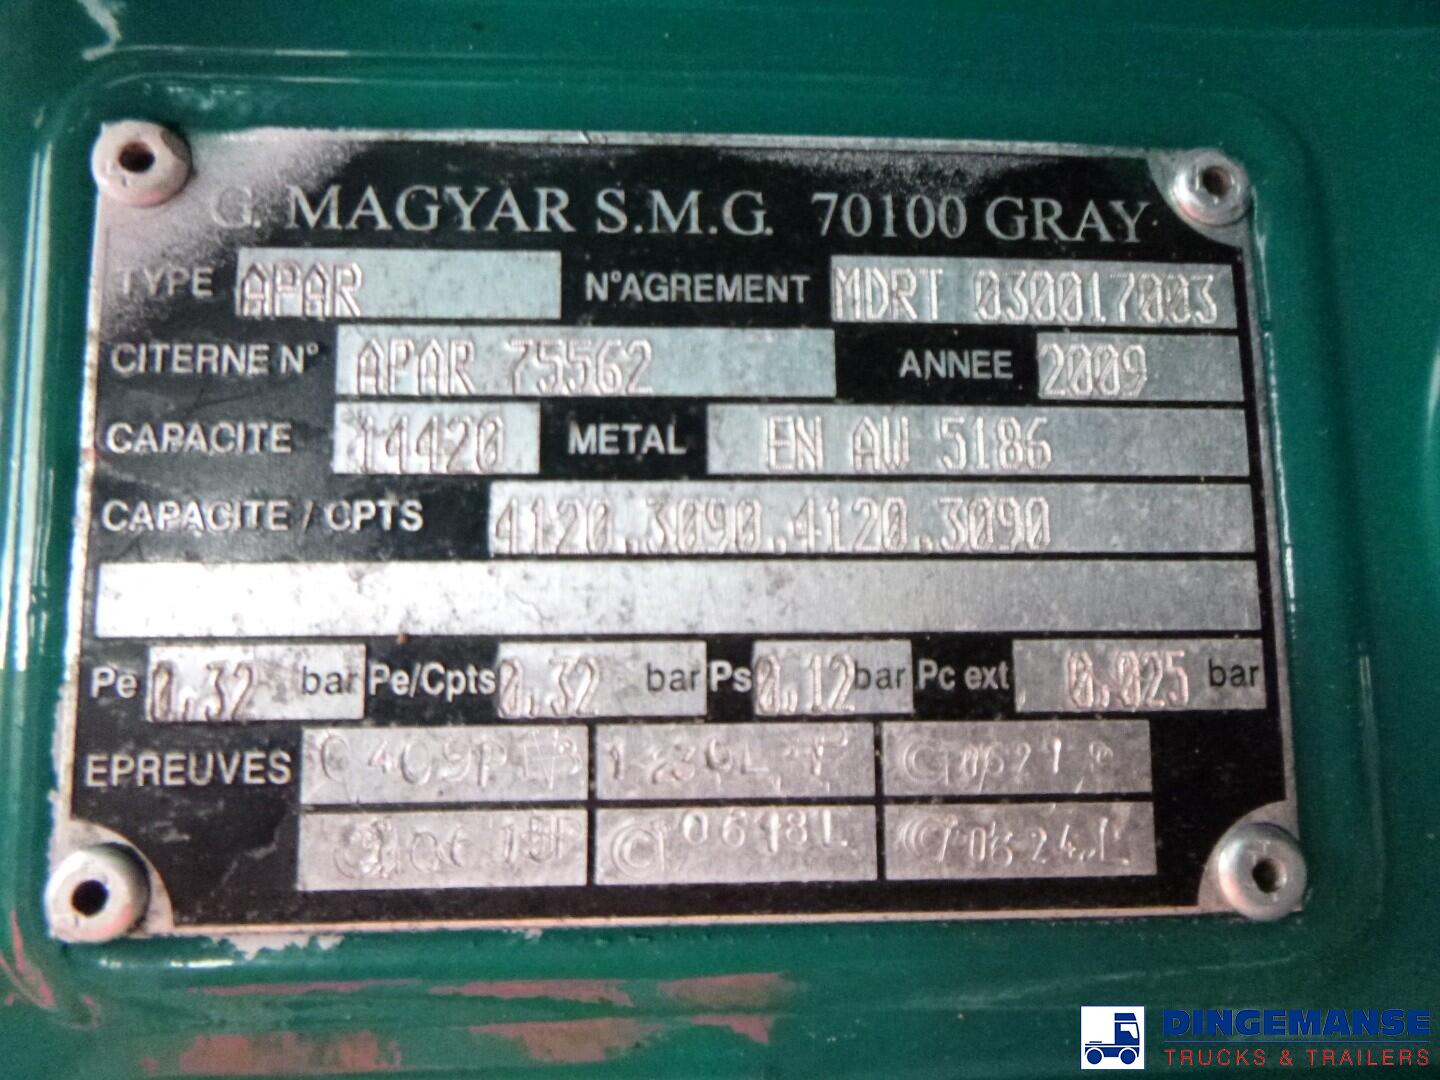 G. MAGYAR S.M.G. 70100 GRAY
TYPE APAR N°AGREMENT MDRT 030017003
CITERNE N° APAR 75562 ANNEE 2009
CAPACITE 14420 METAL EN AW 5186
CAPACITE / CPTS 4120.3090.4120.3090
Pe 0.32 bar Pe/Cpts 0.32 bar Ps 0.12 bar Pc ext 0.025 bar
EPREUVES
0618L
0624L
DINGEMANSE
TRUCKS & TRAILERS